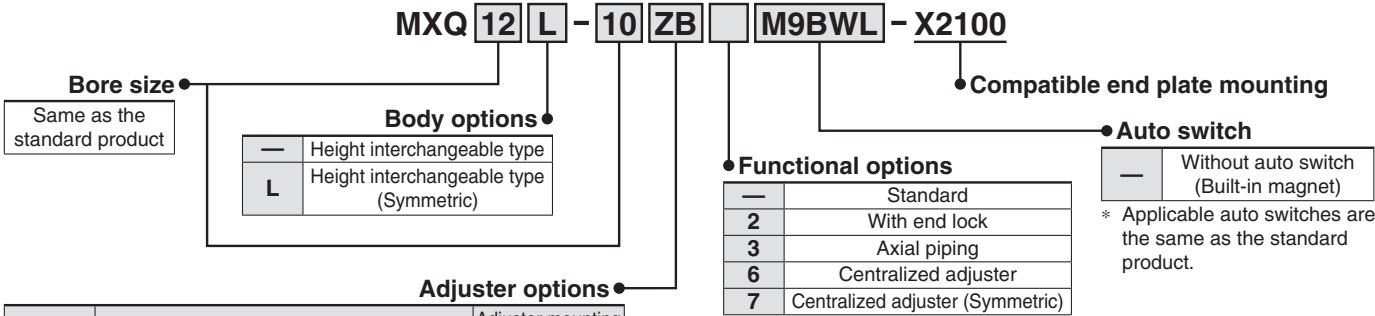 MXQ 12 L - 10 ZB M9BWL - X2100
Bore size
Same as the
standard product
Body options
— Height interchangeable type
L Height interchangeable type
(Symmetric)
Adjuster options
Adjuster mounting
Functional options
— Standard
2 With end lock
3 Axial piping
6 Centralized adjuster
7 Centralized adjuster (Symmetric)
Compatible end plate mounting
Auto switch
— Without auto switch
(Built-in magnet)
* Applicable auto switches are
the same as the standard
product.